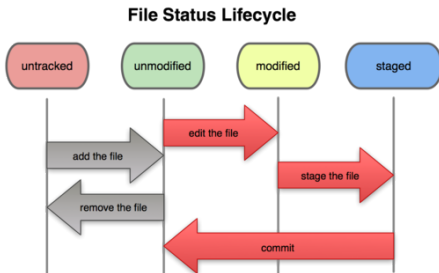 File Status Lifecycle
untracked
unmodified
modified
staged
edit the file
add the file
stage the file
remove the file
commit